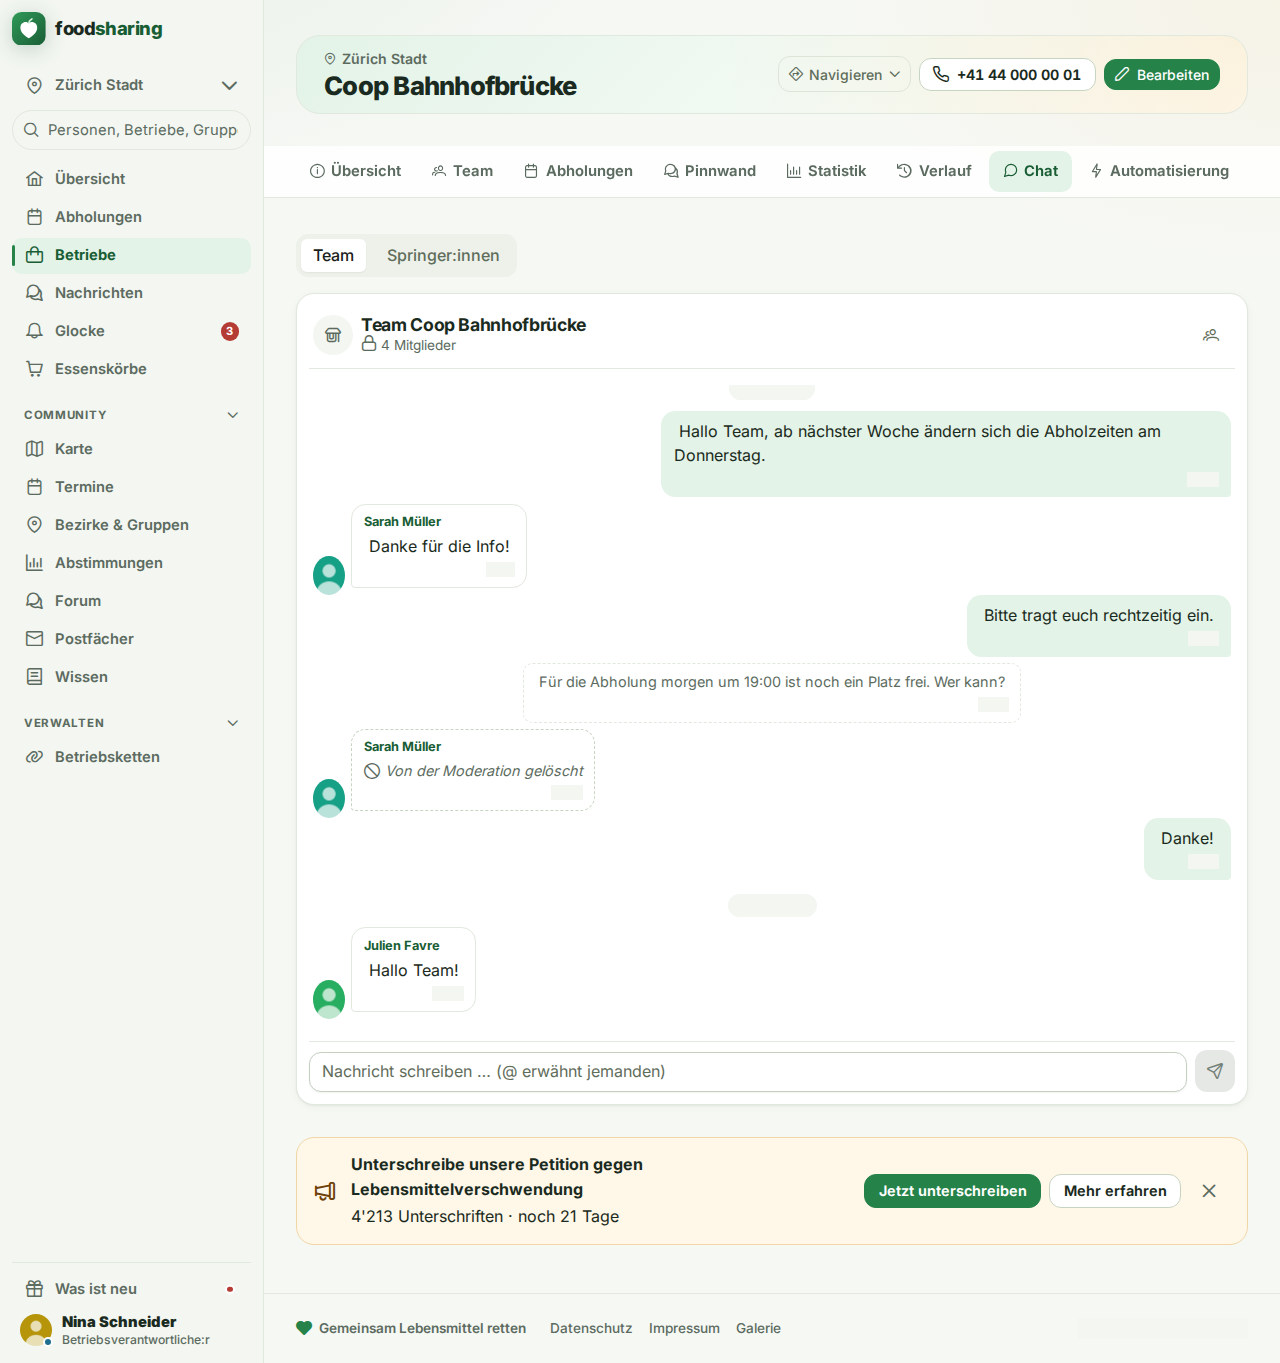 foodsharing
Zürich Stadt
Personen, Betriebe, Grupp
Übersicht
Abholungen
Betriebe
Nachrichten
Glocke 3
Essenskörbe
COMMUNITY
Karte
Termine
Bezirke & Gruppen
Abstimmungen
Forum
Postfächer
Wissen
VERWALTEN
Betriebsketten
Was ist neu
Nina Schneider
Betriebsverantwortliche:r
Zürich Stadt
Coop Bahnhofbrücke
Navigieren
+41 44 000 00 01
Bearbeiten
Übersicht Team Abholungen Pinnwand Statistik Verlauf Chat Automatisierung
Team Springer:innen
Team Coop Bahnhofbrücke
4 Mitglieder
Hallo Team, ab nächster Woche ändern sich die Abholzeiten am
Donnerstag.
Sarah Müller
Danke für die Info!
Bitte tragt euch rechtzeitig ein.
Für die Abholung morgen um 19:00 ist noch ein Platz frei. Wer kann?
Sarah Müller
Von der Moderation gelöscht
Danke!
Julien Favre
Hallo Team!
Nachricht schreiben … (@ erwähnt jemanden)
Unterschreibe unsere Petition gegen
Lebensmittelverschwendung
4'213 Unterschriften · noch 21 Tage
Jetzt unterschreiben
Mehr erfahren
Gemeinsam Lebensmittel retten Datenschutz Impressum Galerie